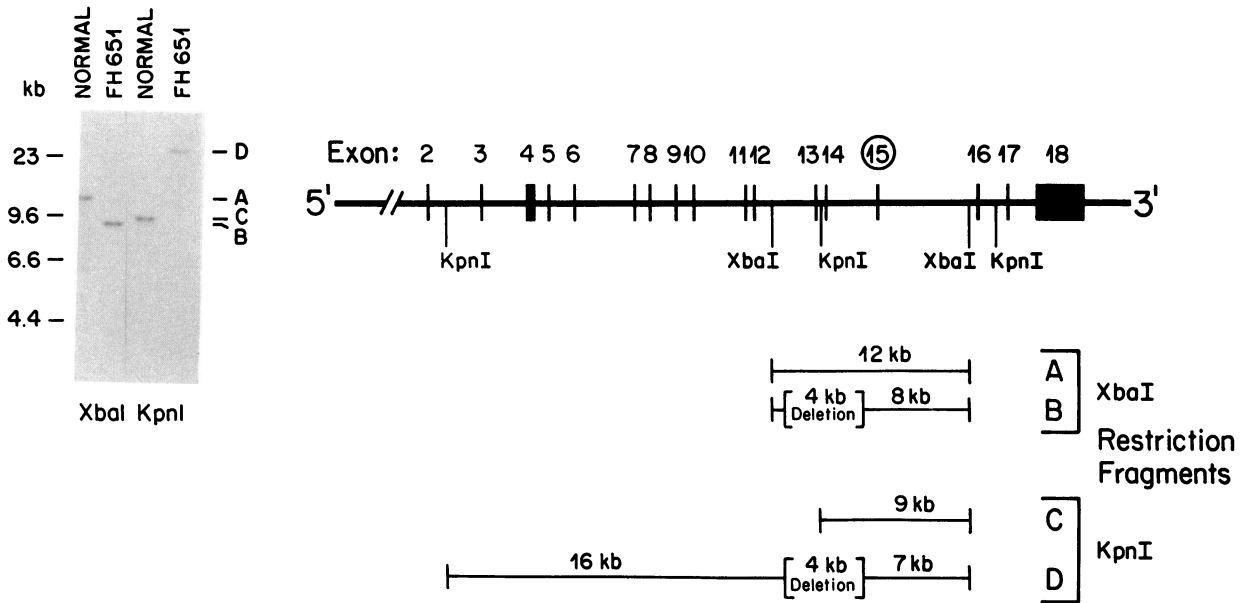 kb
NORMAL
FH 651
NORMAL
FH 651
23
9.6
6.6
4.4
D
A
C
B
XbaI KpnI
Exon: 2 3 4 5 6 7 8 9 10 11 12 13 14 15 16 17 18
5' 3'
KpnI XbaI KpnI XbaI KpnI
12 kb
A
4 kb
Deletion
8 kb
B
XbaI
Restriction
Fragments
9 kb
C
KpnI
16 kb
4 kb
Deletion
7 kb
D